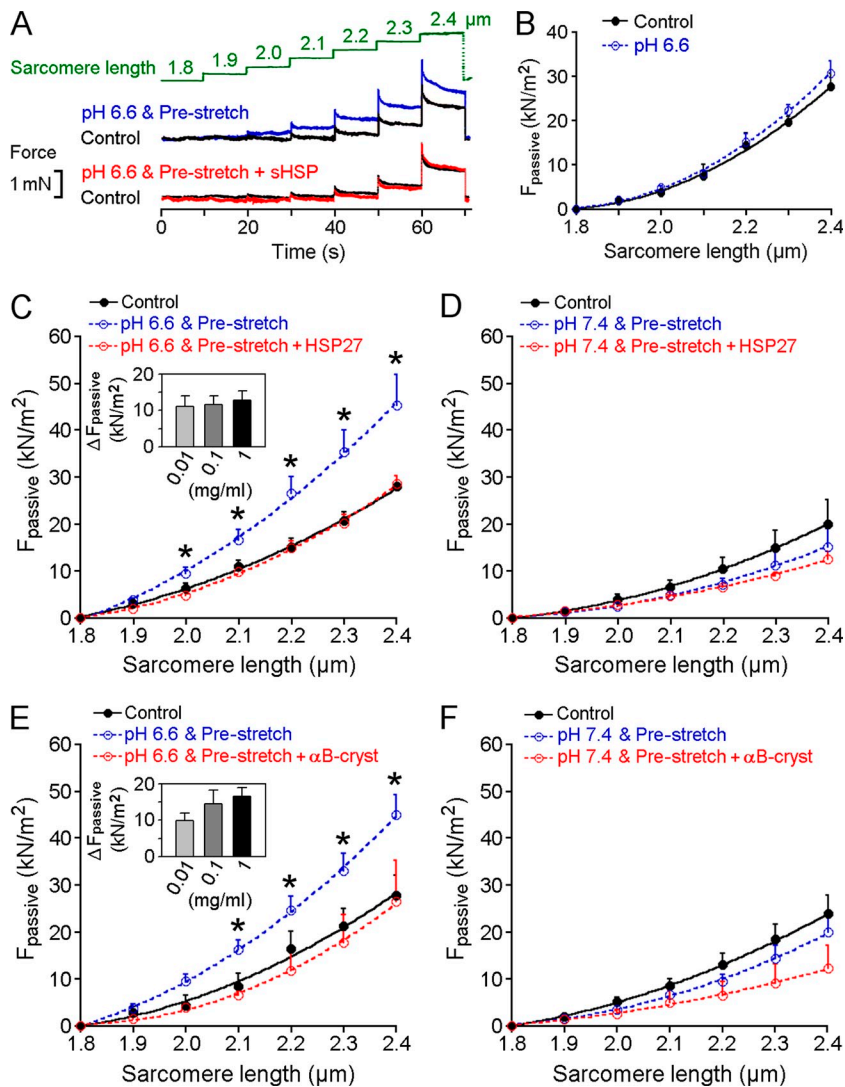 A
1.8 1.9 2.0 2.1 2.2 2.3 2.4 μm
Sarcomere length
pH 6.6 & Pre-stretch
Control
Force
1 mN
pH 6.6 & Pre-stretch + sHSP
Control
0 20 40 60
Time (s)
B
Control
pH 6.6
Fpassive (kN/m²)
40
30
20
10
0
1.8 2.0 2.2 2.4
Sarcomere length (μm)
C
Control
pH 6.6 & Pre-stretch
pH 6.6 & Pre-stretch + HSP27
Fpassive (kN/m²)
60
50
40
30
20
10
0
Δ Fpassive
(kN/m²)
20
10
0
0.01 0.1 1
(mg/ml)
* * * * *
1.8 1.9 2.0 2.1 2.2 2.3 2.4
Sarcomere length (μm)
D
Control
pH 7.4 & Pre-stretch
pH 7.4 & Pre-stretch + HSP27
Fpassive (kN/m²)
60
50
40
30
20
10
0
1.8 1.9 2.0 2.1 2.2 2.3 2.4
Sarcomere length (μm)
E
Control
pH 6.6 & Pre-stretch
pH 6.6 & Pre-stretch + αB-cryst
Fpassive (kN/m²)
60
50
40
30
20
10
0
Δ Fpassive
(kN/m²)
20
10
0
0.01 0.1 1
(mg/ml)
* * * *
1.8 1.9 2.0 2.1 2.2 2.3 2.4
Sarcomere length (μm)
F
Control
pH 7.4 & Pre-stretch
pH 7.4 & Pre-stretch + αB-cryst
Fpassive (kN/m²)
60
50
40
30
20
10
0
1.8 1.9 2.0 2.1 2.2 2.3 2.4
Sarcomere length (μm)